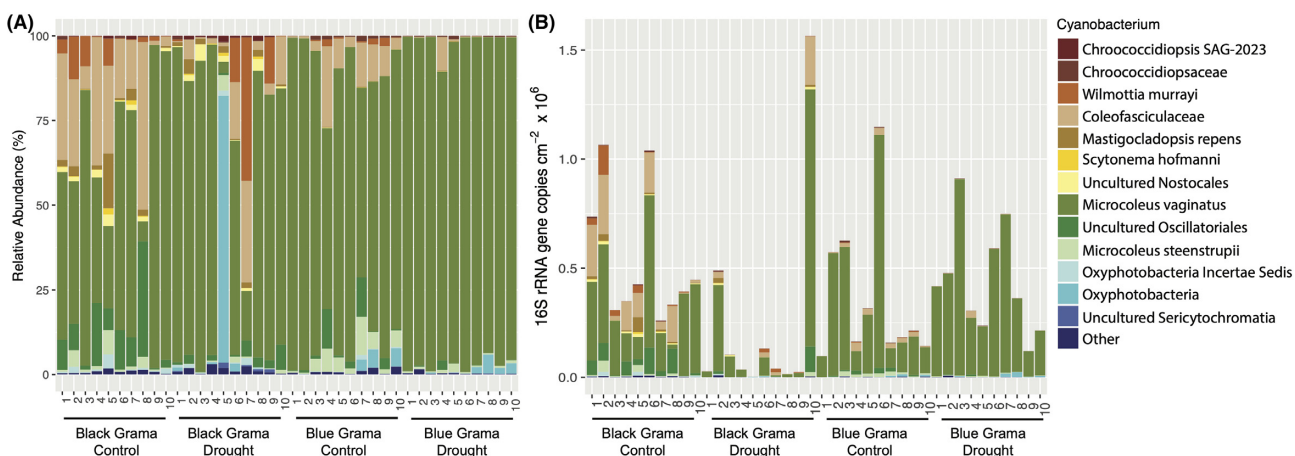 (A)
Relative Abundance (%)
100
75
50
25
0
1 2 3 4 5 6 7 8 9 10 1 2 3 4 5 6 7 8 9 10 1 2 3 4 5 6 7 8 9 10 1 2 3 4 5 6 7 8 9 10
Black Grama
Control
Black Grama
Drought
Blue Grama
Control
Blue Grama
Drought
(B)
16S rRNA gene copies cm⁻² x 10⁶
1.5
1.0
0.5
0.0
1 2 3 4 5 6 7 8 9 10 1 2 3 4 5 6 7 8 9 10 1 2 3 4 5 6 7 8 9 10 1 2 3 4 5 6 7 8 9 10
Black Grama
Control
Black Grama
Drought
Blue Grama
Control
Blue Grama
Drought
Cyanobacterium
Chroococcidiopsis SAG-2023
Chroococcidiopsaceae
Wilmottia murrayi
Coleofasciculaceae
Mastigocladopsis repens
Scytonema hofmanni
Uncultured Nostocales
Microcoleus vaginatus
Uncultured Oscillatoriales
Microcoleus steenstrupii
Oxyphotobacteria Incertae Sedis
Oxyphotobacteria
Uncultured Sericytochromatia
Other